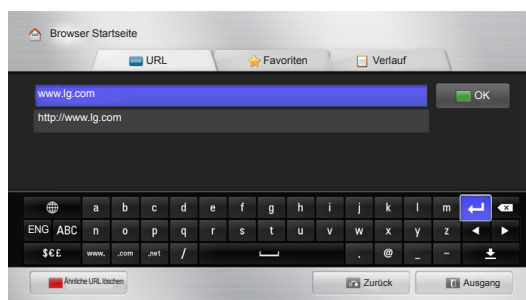 Browser Startseite
URL Favoriten Verlauf
www.lg.com OK
http://www.lg.com
a b c d e f g h i j k l m
ENG ABC n o p q r s t u v w x y z
$€£ www. .com .net / . @ _ -
Ähnliche URL löschen Zurück Ausgang